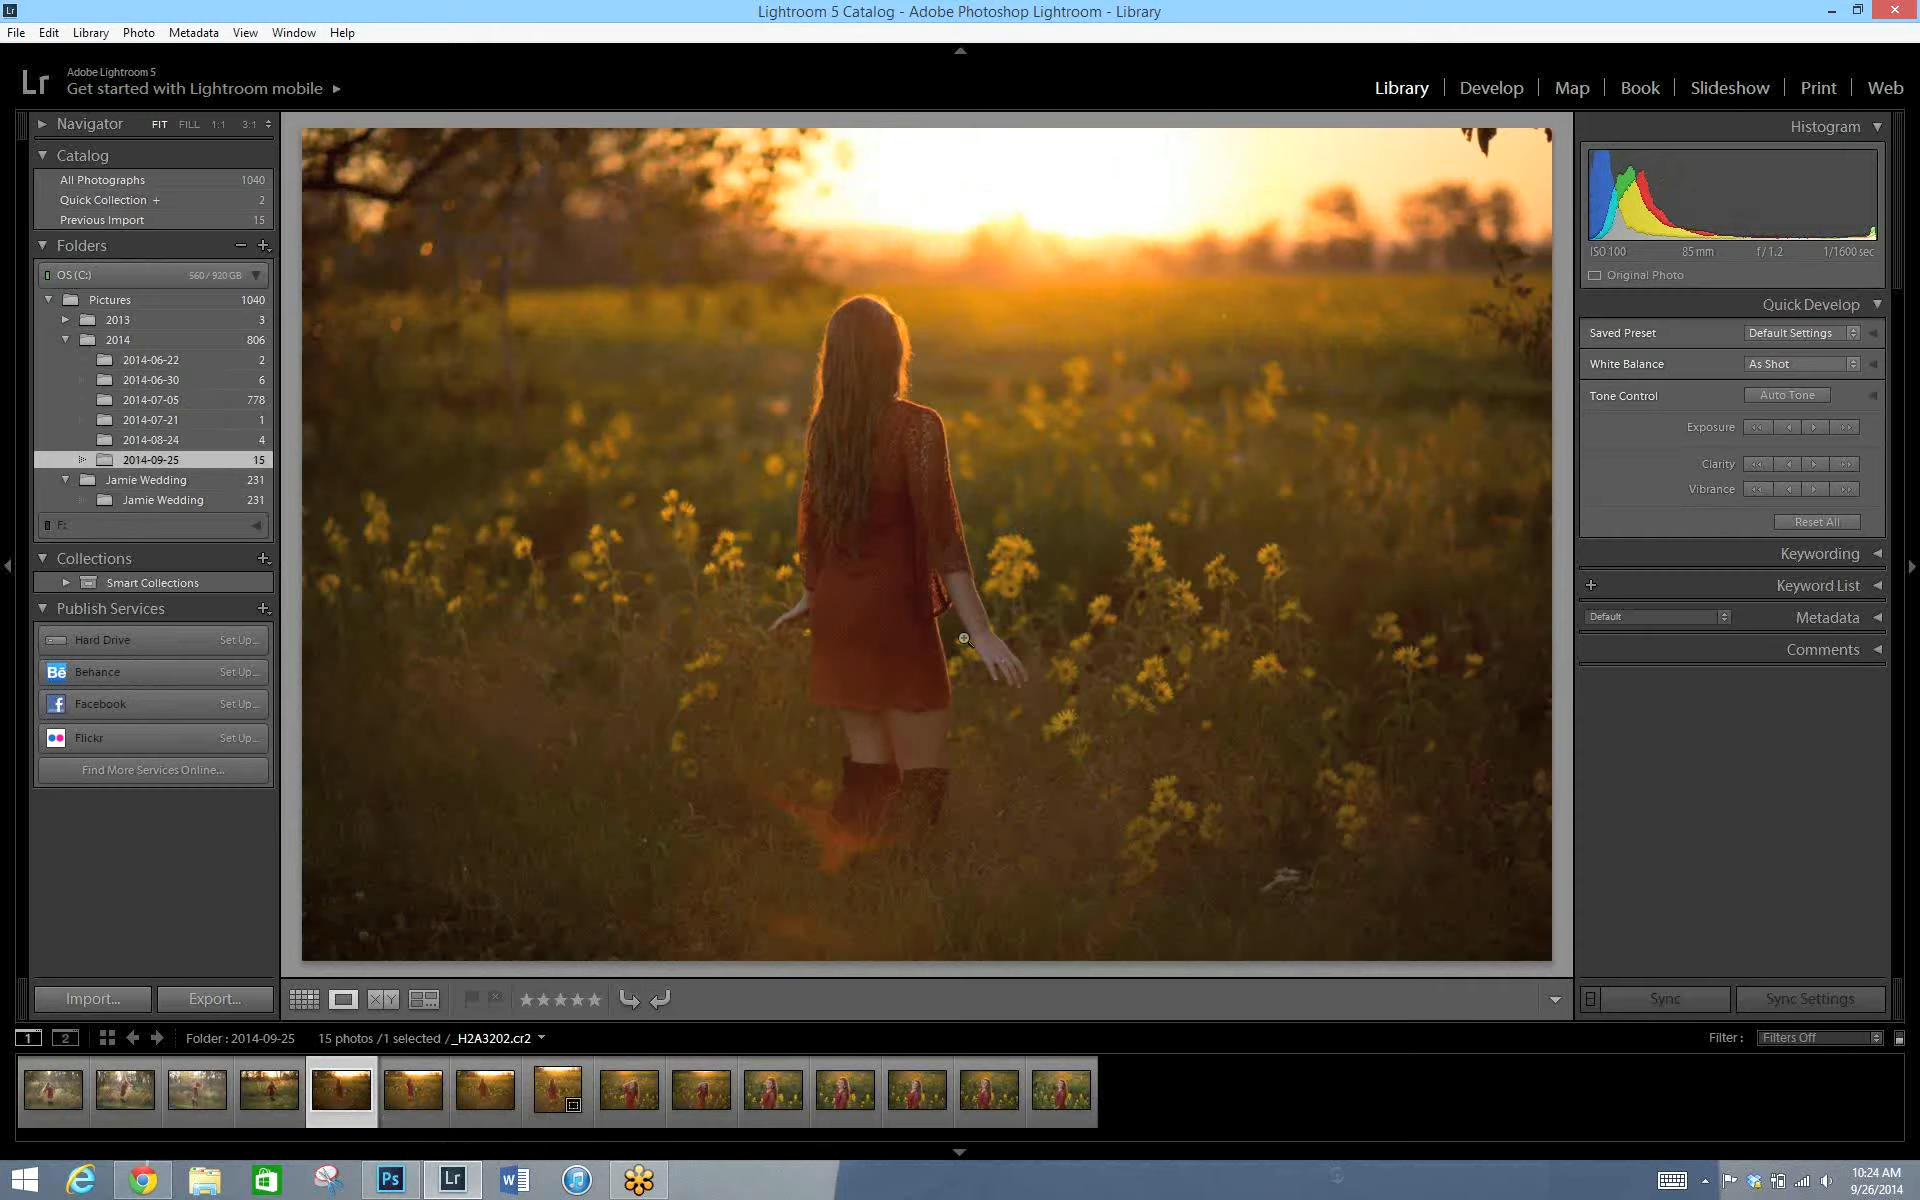 Lr
Lightroom 5 Catalog - Adobe Photoshop Lightroom - Library
File Edit Library Photo Metadata View Window Help
Lr
Adobe Lightroom 5
Get started with Lightroom mobile
Library Develop Map Book Slideshow Print Web
Navigator FIT FILL 1:1 3:1
Catalog
All Photographs 1040
Quick Collection + 2
Previous Import 15
Folders
OS (C:) 560 / 920 GB
Pictures 1040
2013 3
2014 806
2014-06-22 2
2014-06-30 6
2014-07-05 778
2014-07-21 1
2014-08-24 4
2014-09-25 15
Jamie Wedding 231
Jamie Wedding 231
F:
Collections
Smart Collections
Publish Services
Hard Drive Set Up...
Bē Behance Set Up...
f Facebook Set Up...
Flickr Set Up...
Find More Services Online...
Import... Export...
Histogram
ISO 100 85 mm f / 1.2 1/1600 sec
Original Photo
Quick Develop
Saved Preset Default Settings
White Balance As Shot
Tone Control Auto Tone
Exposure
Clarity
Vibrance
Reset All
Keywording
Keyword List
Default Metadata
Comments
X Y
Sync Sync Settings
1 2 Folder : 2014-09-25 15 photos / 1 selected / _H2A3202.cr2
Filter : Filters Off
Ps Lr W
10:24 AM
9/26/2014